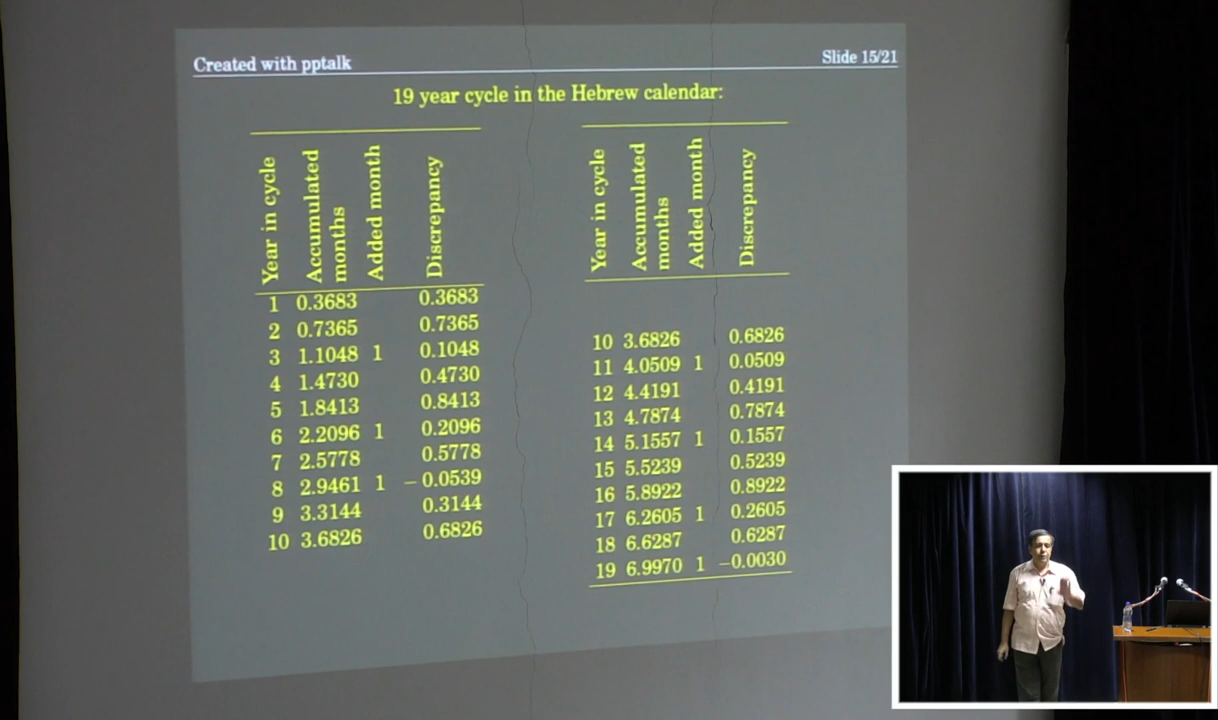 Created with pptalk
Slide 15/21
19 year cycle in the Hebrew calendar:
Year in cycle Accumulated months Added month Discrepancy
1 0.3683 0.3683
2 0.7365 0.7365
3 1.1048 1 0.1048
4 1.4730 0.4730
5 1.8413 0.8413
6 2.2096 1 0.2096
7 2.5778 0.5778
8 2.9461 1 −0.0539
9 3.3144 0.3144
10 3.6826 0.6826
Year in cycle Accumulated months Added month Discrepancy
10 3.6826 0.6826
11 4.0509 1 0.0509
12 4.4191 0.4191
13 4.7874 0.7874
14 5.1557 1 0.1557
15 5.5239 0.5239
16 5.8922 0.8922
17 6.2605 1 0.2605
18 6.6287 0.6287
19 6.9970 1 −0.0030